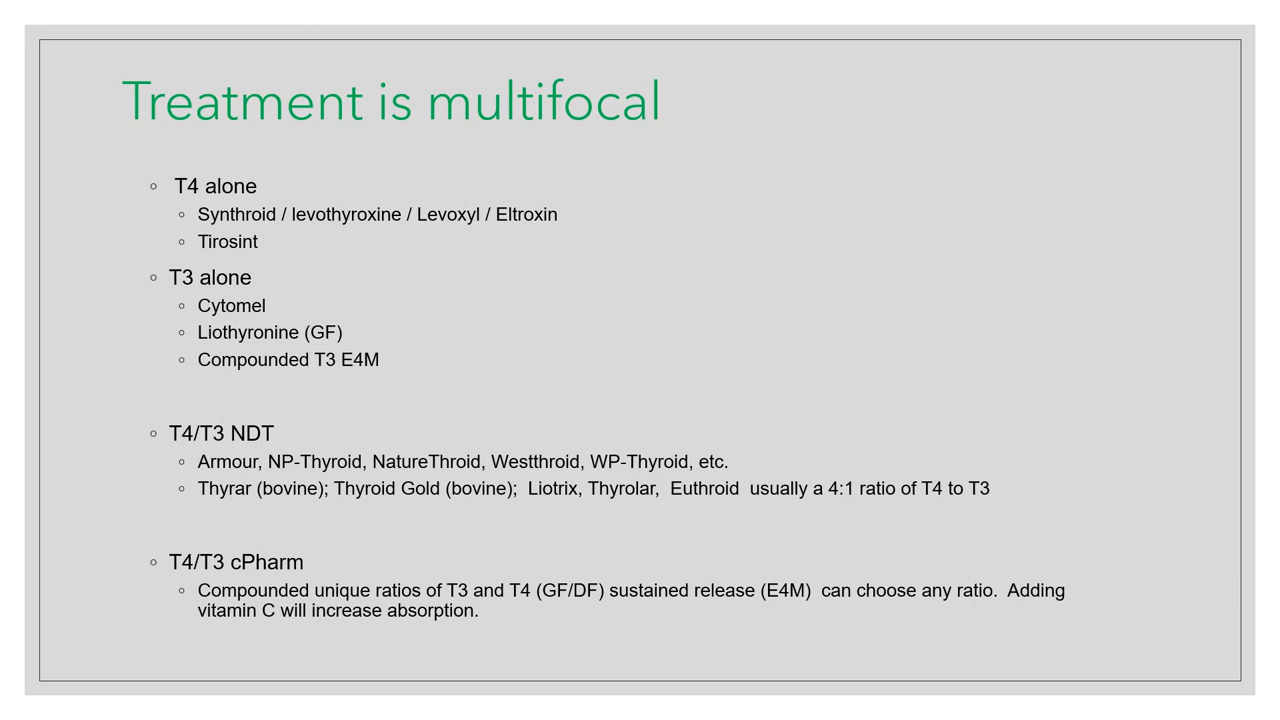 Treatment is multifocal
T4 alone
Synthroid / levothyroxine / Levoxyl / Eltroxin
Tirosint
T3 alone
Cytomel
Liothyronine (GF)
Compounded T3 E4M
T4/T3 NDT
Armour, NP-Thyroid, NatureThroid, Westthroid, WP-Thyroid, etc.
Thyrar (bovine); Thyroid Gold (bovine);  Liotrix, Thyrolar,  Euthroid  usually a 4:1 ratio of T4 to T3
T4/T3 cPharm
Compounded unique ratios of T3 and T4 (GF/DF) sustained release (E4M)  can choose any ratio.  Adding
vitamin C will increase absorption.